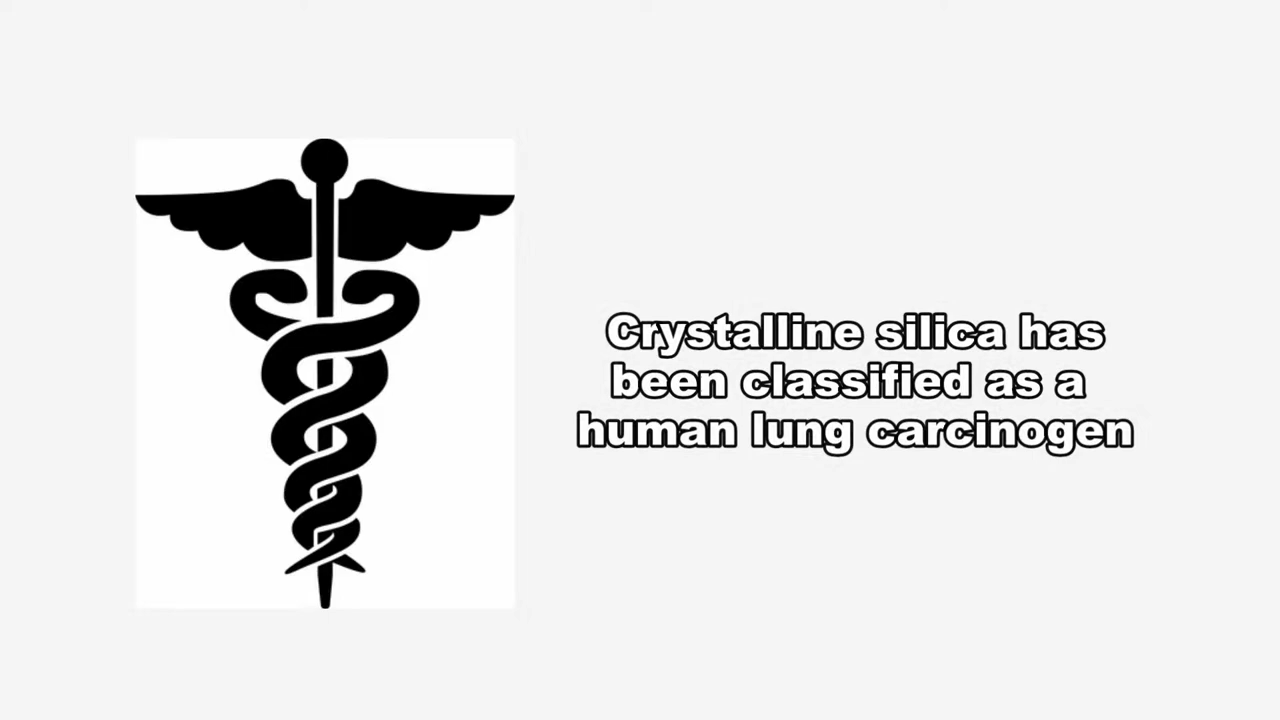 Crystalline silica has
been classified as a
human lung carcinogen